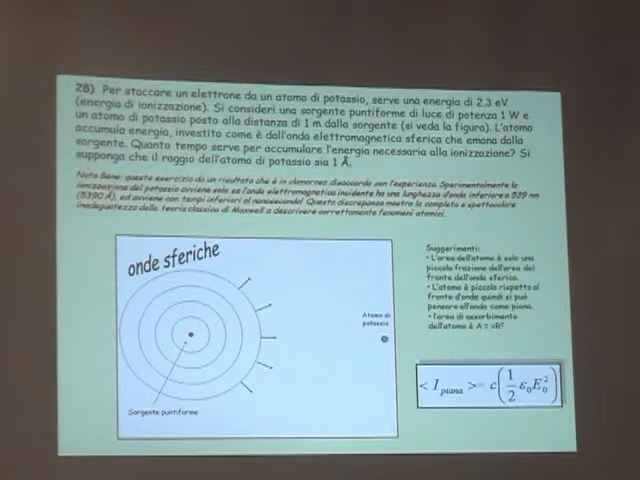 28) Per staccare un elettrone da un atomo di potassio, serve una energia di 2.3 eV
(energia di ionizzazione). Si consideri una sorgente puntiforme di luce di potenza 1 W e
un atomo di potassio posto alla distanza di 1 m dalla sorgente (si veda la figura). L'atomo
accumula energia, investito come è dall'onda elettromagnetica sferica che emana dalla
sorgente. Quanto tempo serve per accumulare l'energia necessaria alla ionizzazione? Si
supponga che il raggio dell'atomo di potassio sia 1 Å.
Nota Bene: questo esercizio da un risultato che è in clamoroso disaccordo con l'esperienza. Sperimentalmente la
ionizzazione del potassio avviene solo se l'onda elettromagnetica incidente ha una lunghezza d'onda inferiore a 539 nm
(5390 Å), ed avviene con tempi inferiori al nanosecondo! Questa discrepanza mostra la completa e spettacolare
inadeguatezza della teoria classica di Maxwell a descrivere correttamente fenomeni atomici.
onde sferiche
Atomo di
potassio
Sorgente puntiforme
Suggerimenti:
• L'area dell'atomo è solo una
piccola frazione dell'area del
fronte dell'onda sferica.
• L'atomo è piccolo rispetto al
fronte d'onda quindi si può
pensare all'onda come piana.
• l'area di assorbimento
dell'atomo è A = πR²
< I piana > = c(1/2 ε₀E₀²)